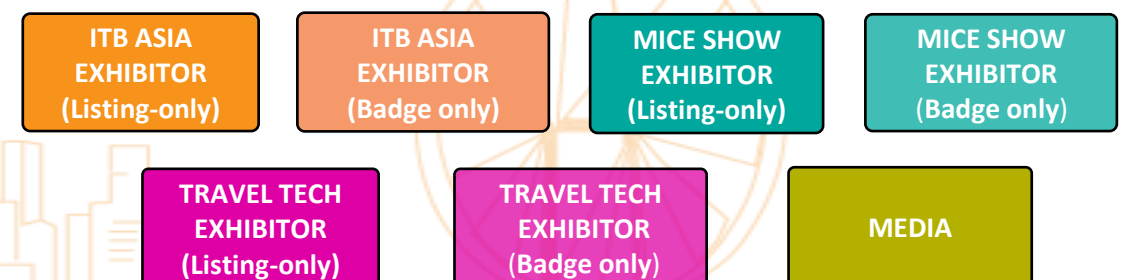 ITB ASIA
EXHIBITOR
(Listing-only)
ITB ASIA
EXHIBITOR
(Badge only)
MICE SHOW
EXHIBITOR
(Listing-only)
MICE SHOW
EXHIBITOR
(Badge only)
TRAVEL TECH
EXHIBITOR
(Listing-only)
TRAVEL TECH
EXHIBITOR
(Badge only)
MEDIA